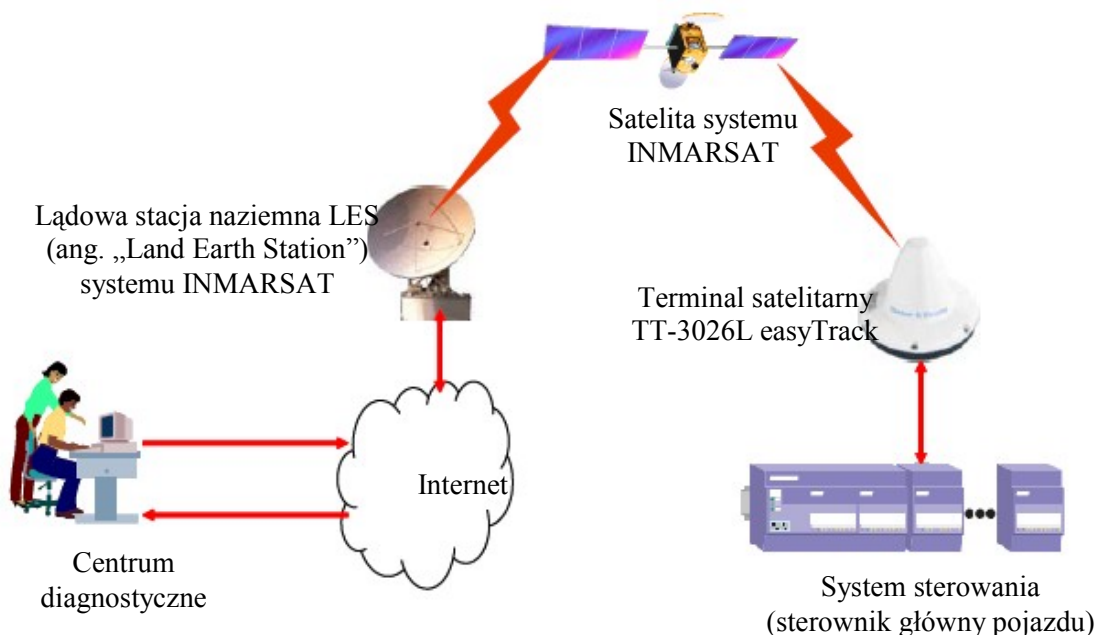 Satelita systemu
INMARSAT
Lądowa stacja naziemna LES
(ang. „Land Earth Station”)
systemu INMARSAT
Terminal satelitarny
TT-3026L easyTrack
Internet
Centrum
diagnostyczne
System sterowania
(sterownik główny pojazdu)